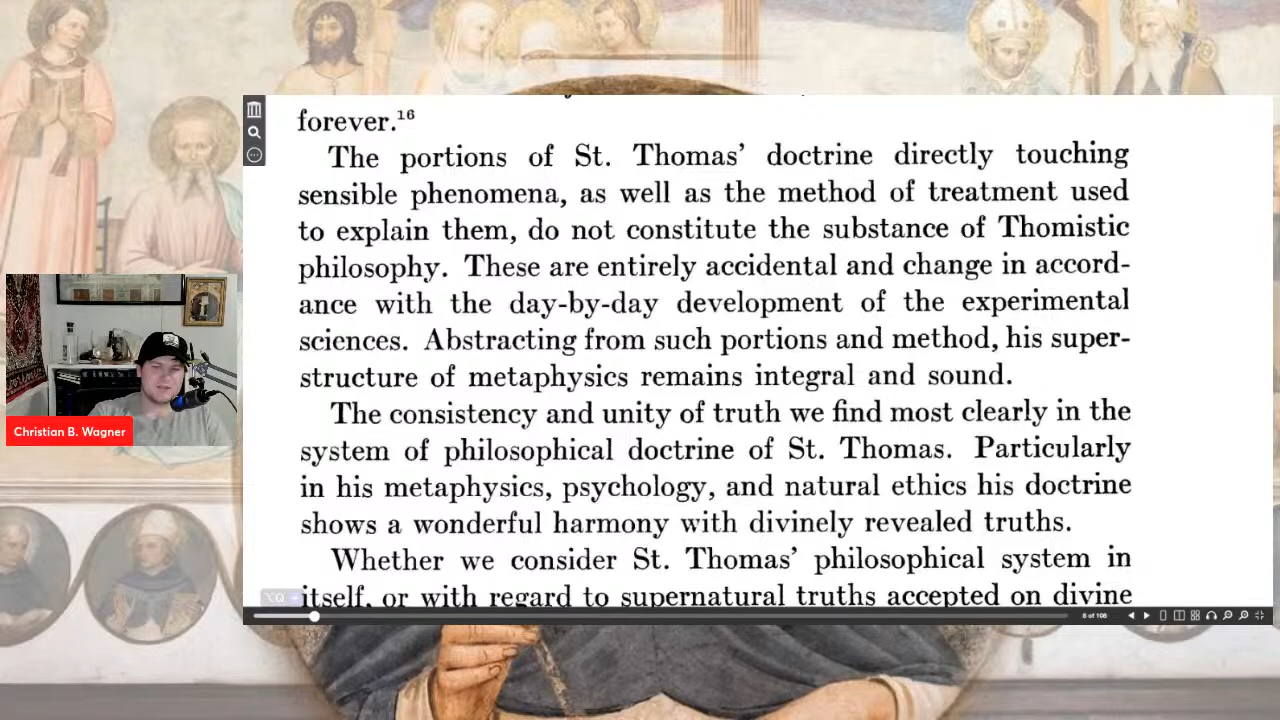 forever.¹⁶
The portions of St. Thomas’ doctrine directly touching
sensible phenomena, as well as the method of treatment used
to explain them, do not constitute the substance of Thomistic
philosophy. These are entirely accidental and change in accord-
ance with the day-by-day development of the experimental
sciences. Abstracting from such portions and method, his super-
structure of metaphysics remains integral and sound.
The consistency and unity of truth we find most clearly in the
system of philosophical doctrine of St. Thomas. Particularly
in his metaphysics, psychology, and natural ethics his doctrine
shows a wonderful harmony with divinely revealed truths.
Whether we consider St. Thomas’ philosophical system in
itself, or with regard to supernatural truths accepted on divine
Christian B. Wagner
⌥Q
6 of 108